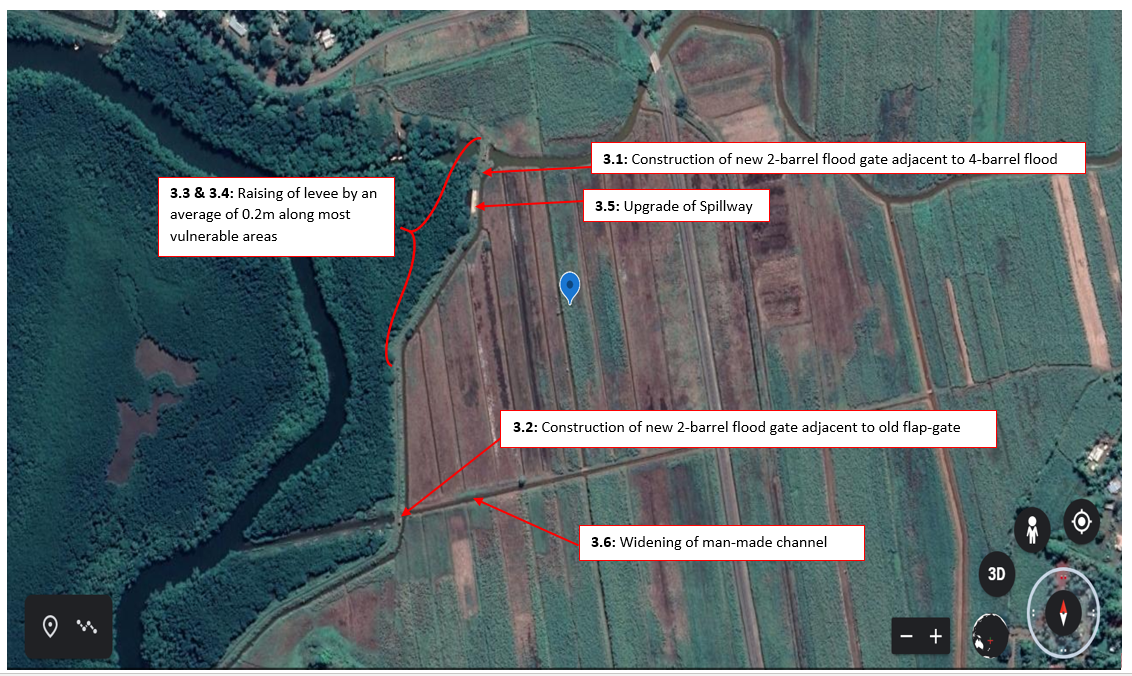 3.1: Construction of new 2-barrel flood gate adjacent to 4-barrel flood
3.3 & 3.4: Raising of levee by an
average of 0.2m along most
vulnerable areas
3.5: Upgrade of Spillway
3.2: Construction of new 2-barrel flood gate adjacent to old flap-gate
3.6: Widening of man-made channel
3D